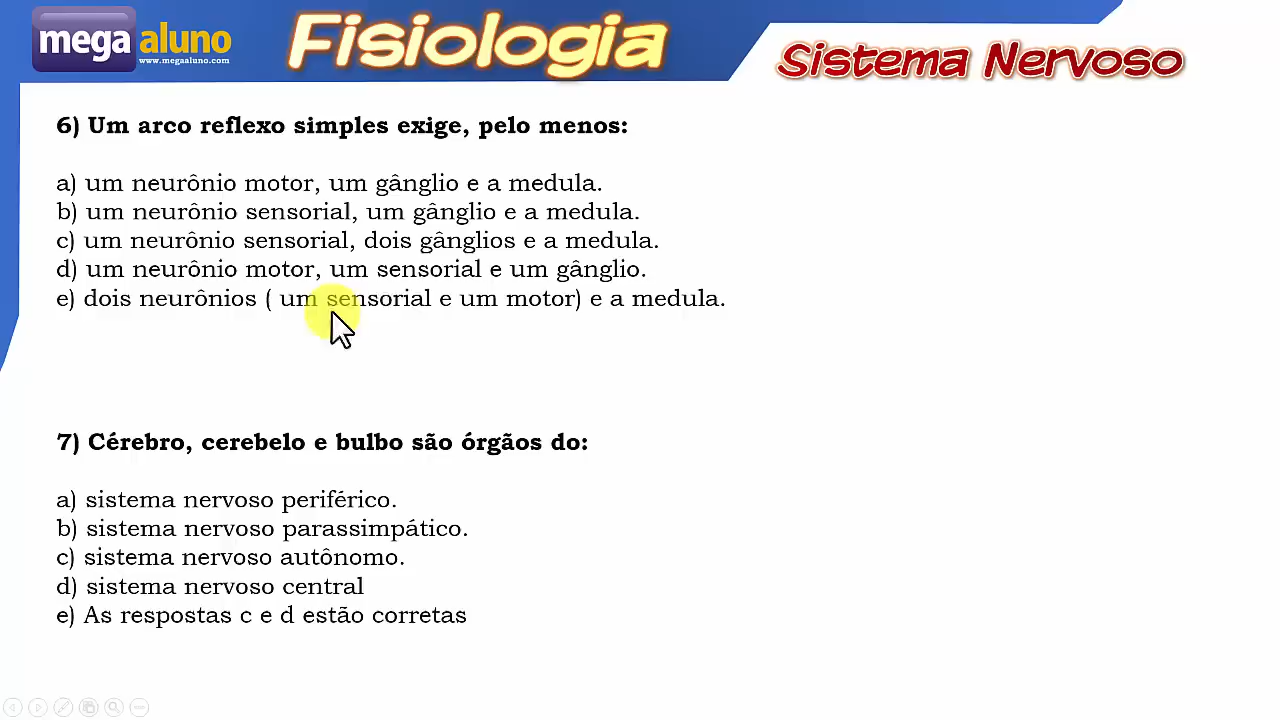 mega aluno
www.megaaluno.com
Fisiologia
Sistema Nervoso
6) Um arco reflexo simples exige, pelo menos:
a) um neurônio motor, um gânglio e a medula.
b) um neurônio sensorial, um gânglio e a medula.
c) um neurônio sensorial, dois gânglios e a medula.
d) um neurônio motor, um sensorial e um gânglio.
e) dois neurônios ( um sensorial e um motor) e a medula.
7) Cérebro, cerebelo e bulbo são órgãos do:
a) sistema nervoso periférico.
b) sistema nervoso parassimpático.
c) sistema nervoso autônomo.
d) sistema nervoso central
e) As respostas c e d estão corretas